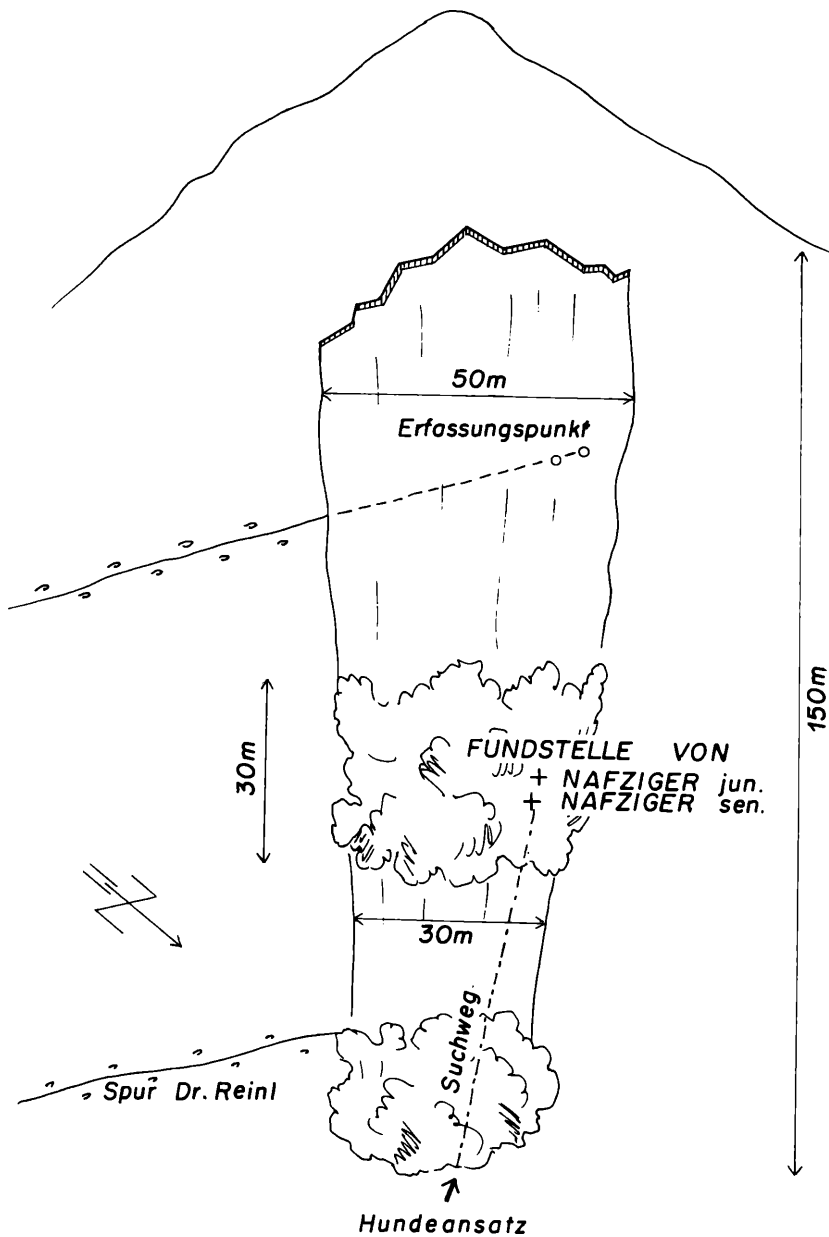 50m
Erfassungspunkt
150m
30m
FUNDSTELLE VON
+ NAFZIGER jun.
+ NAFZIGER sen.
30m
Suchweg
Spur Dr. Reinl
Hundeansatz